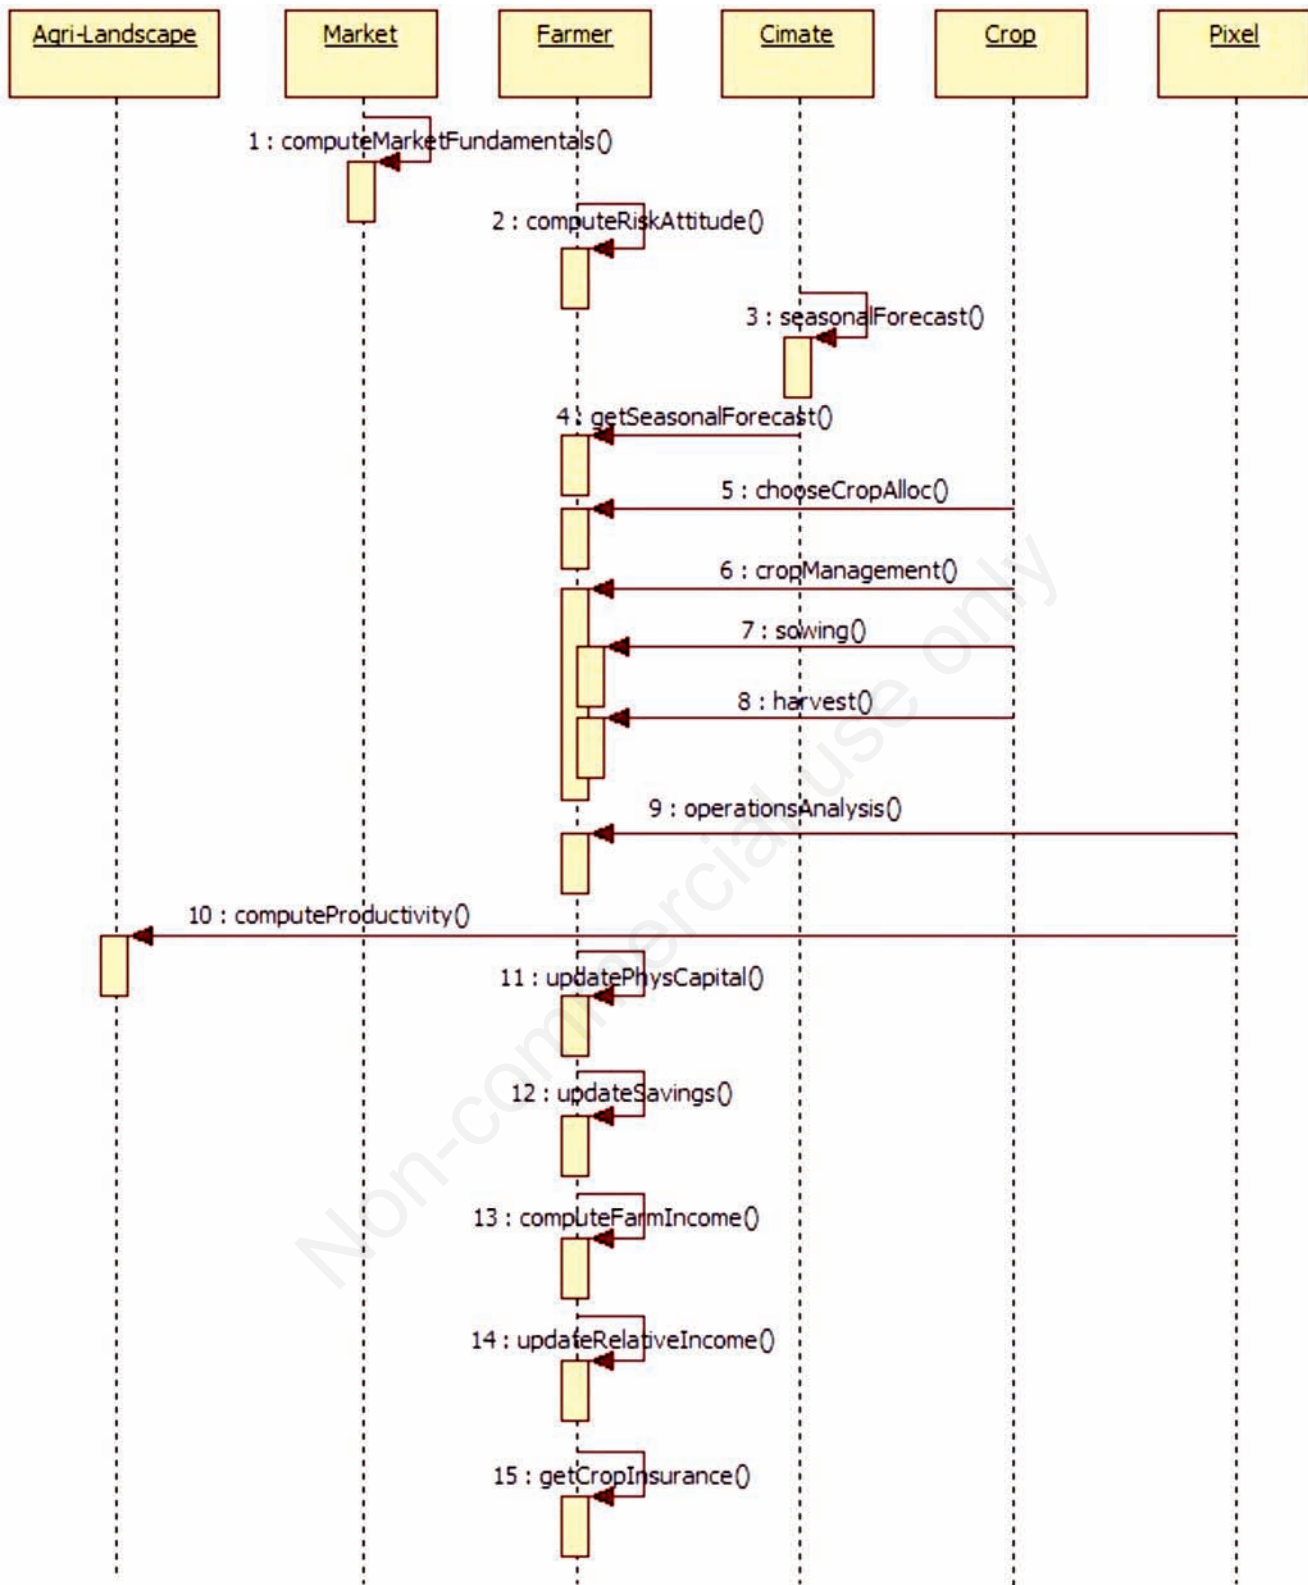 Agri-Landscape
Market
Farmer
Cimate
Crop
Pixel
1 : computeMarketFundamentals()
2 : computeRiskAttitude()
3 : seasonalForecast()
4 : getSeasonalForecast()
5 : chooseCropAlloc()
6 : cropManagement()
7 : sowing()
8 : harvest()
9 : operationsAnalysis()
10 : computeProductivity()
11 : updatePhysCapital()
12 : updateSavings()
13 : computeFarmIncome()
14 : updateRelativeIncome()
15 : getCropInsurance()
Non-commercial use only